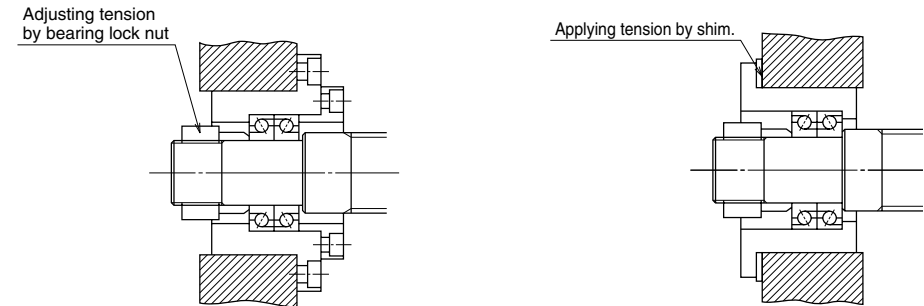 Adjusting tension
by bearing lock nut
Applying tension by shim.